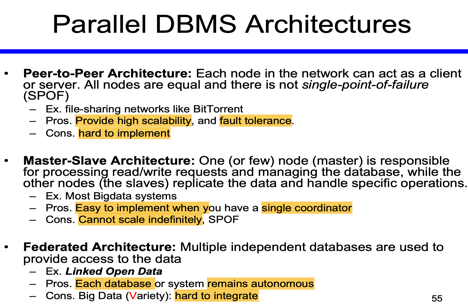 Parallel DBMS Architectures
• Peer-to-Peer Architecture: Each node in the network can act as a client
or server. All nodes are equal and there is not single-point-of-failure
(SPOF)
– Ex. file-sharing networks like BitTorrent
– Pros. Provide high scalability, and fault tolerance.
– Cons. hard to implement
• Master-Slave Architecture: One (or few) node (master) is responsible
for processing read/write requests and managing the database, while the
other nodes (the slaves) replicate the data and handle specific operations.
– Ex. Most Bigdata systems
– Pros. Easy to implement when you have a single coordinator
– Cons. Cannot scale indefinitely, SPOF
• Federated Architecture: Multiple independent databases are used to
provide access to the data
– Ex. Linked Open Data
– Pros. Each database or system remains autonomous
– Cons. Big Data (Variety): hard to integrate
55